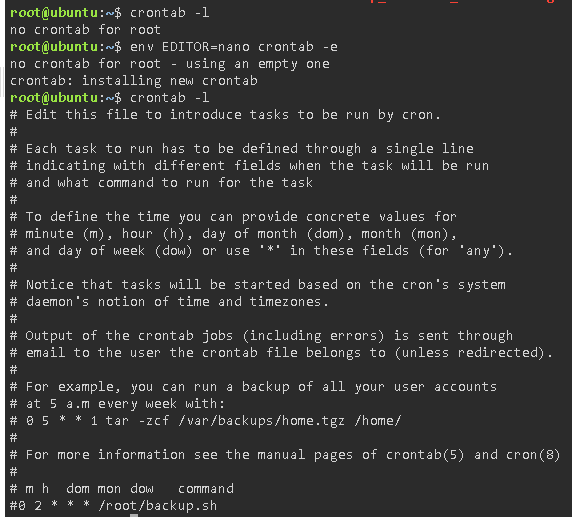 root@ubuntu:~$ crontab -l
no crontab for root
root@ubuntu:~$ env EDITOR=nano crontab -e
no crontab for root - using an empty one
crontab: installing new crontab
root@ubuntu:~$ crontab -l
# Edit this file to introduce tasks to be run by cron.
#
# Each task to run has to be defined through a single line
# indicating with different fields when the task will be run
# and what command to run for the task
#
# To define the time you can provide concrete values for
# minute (m), hour (h), day of month (dom), month (mon),
# and day of week (dow) or use '*' in these fields (for 'any').
#
# Notice that tasks will be started based on the cron's system
# daemon's notion of time and timezones.
#
# Output of the crontab jobs (including errors) is sent through
# email to the user the crontab file belongs to (unless redirected).
#
# For example, you can run a backup of all your user accounts
# at 5 a.m every week with:
# 0 5 * * 1 tar -zcf /var/backups/home.tgz /home/
#
# For more information see the manual pages of crontab(5) and cron(8)
#
# m h  dom mon dow   command
#0 2 * * * /root/backup.sh